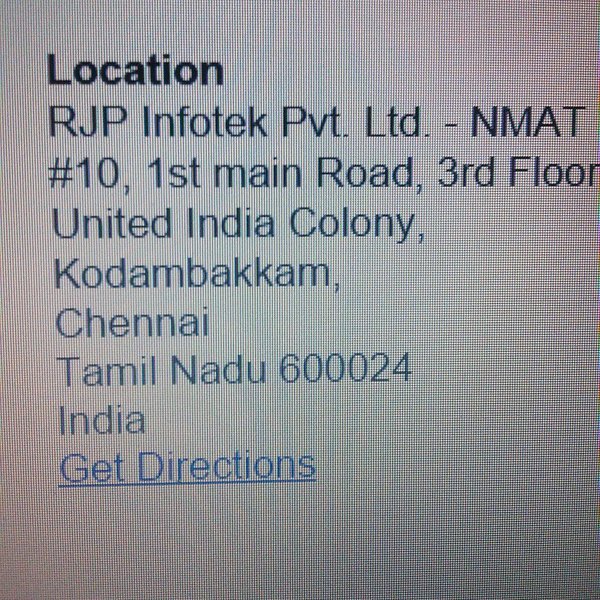 Location
RJP Infotek Pvt. Ltd. - NMAT
#10, 1st main Road, 3rd Floor
United India Colony,
Kodambakkam,
Chennai
Tamil Nadu 600024
India
Get Directions